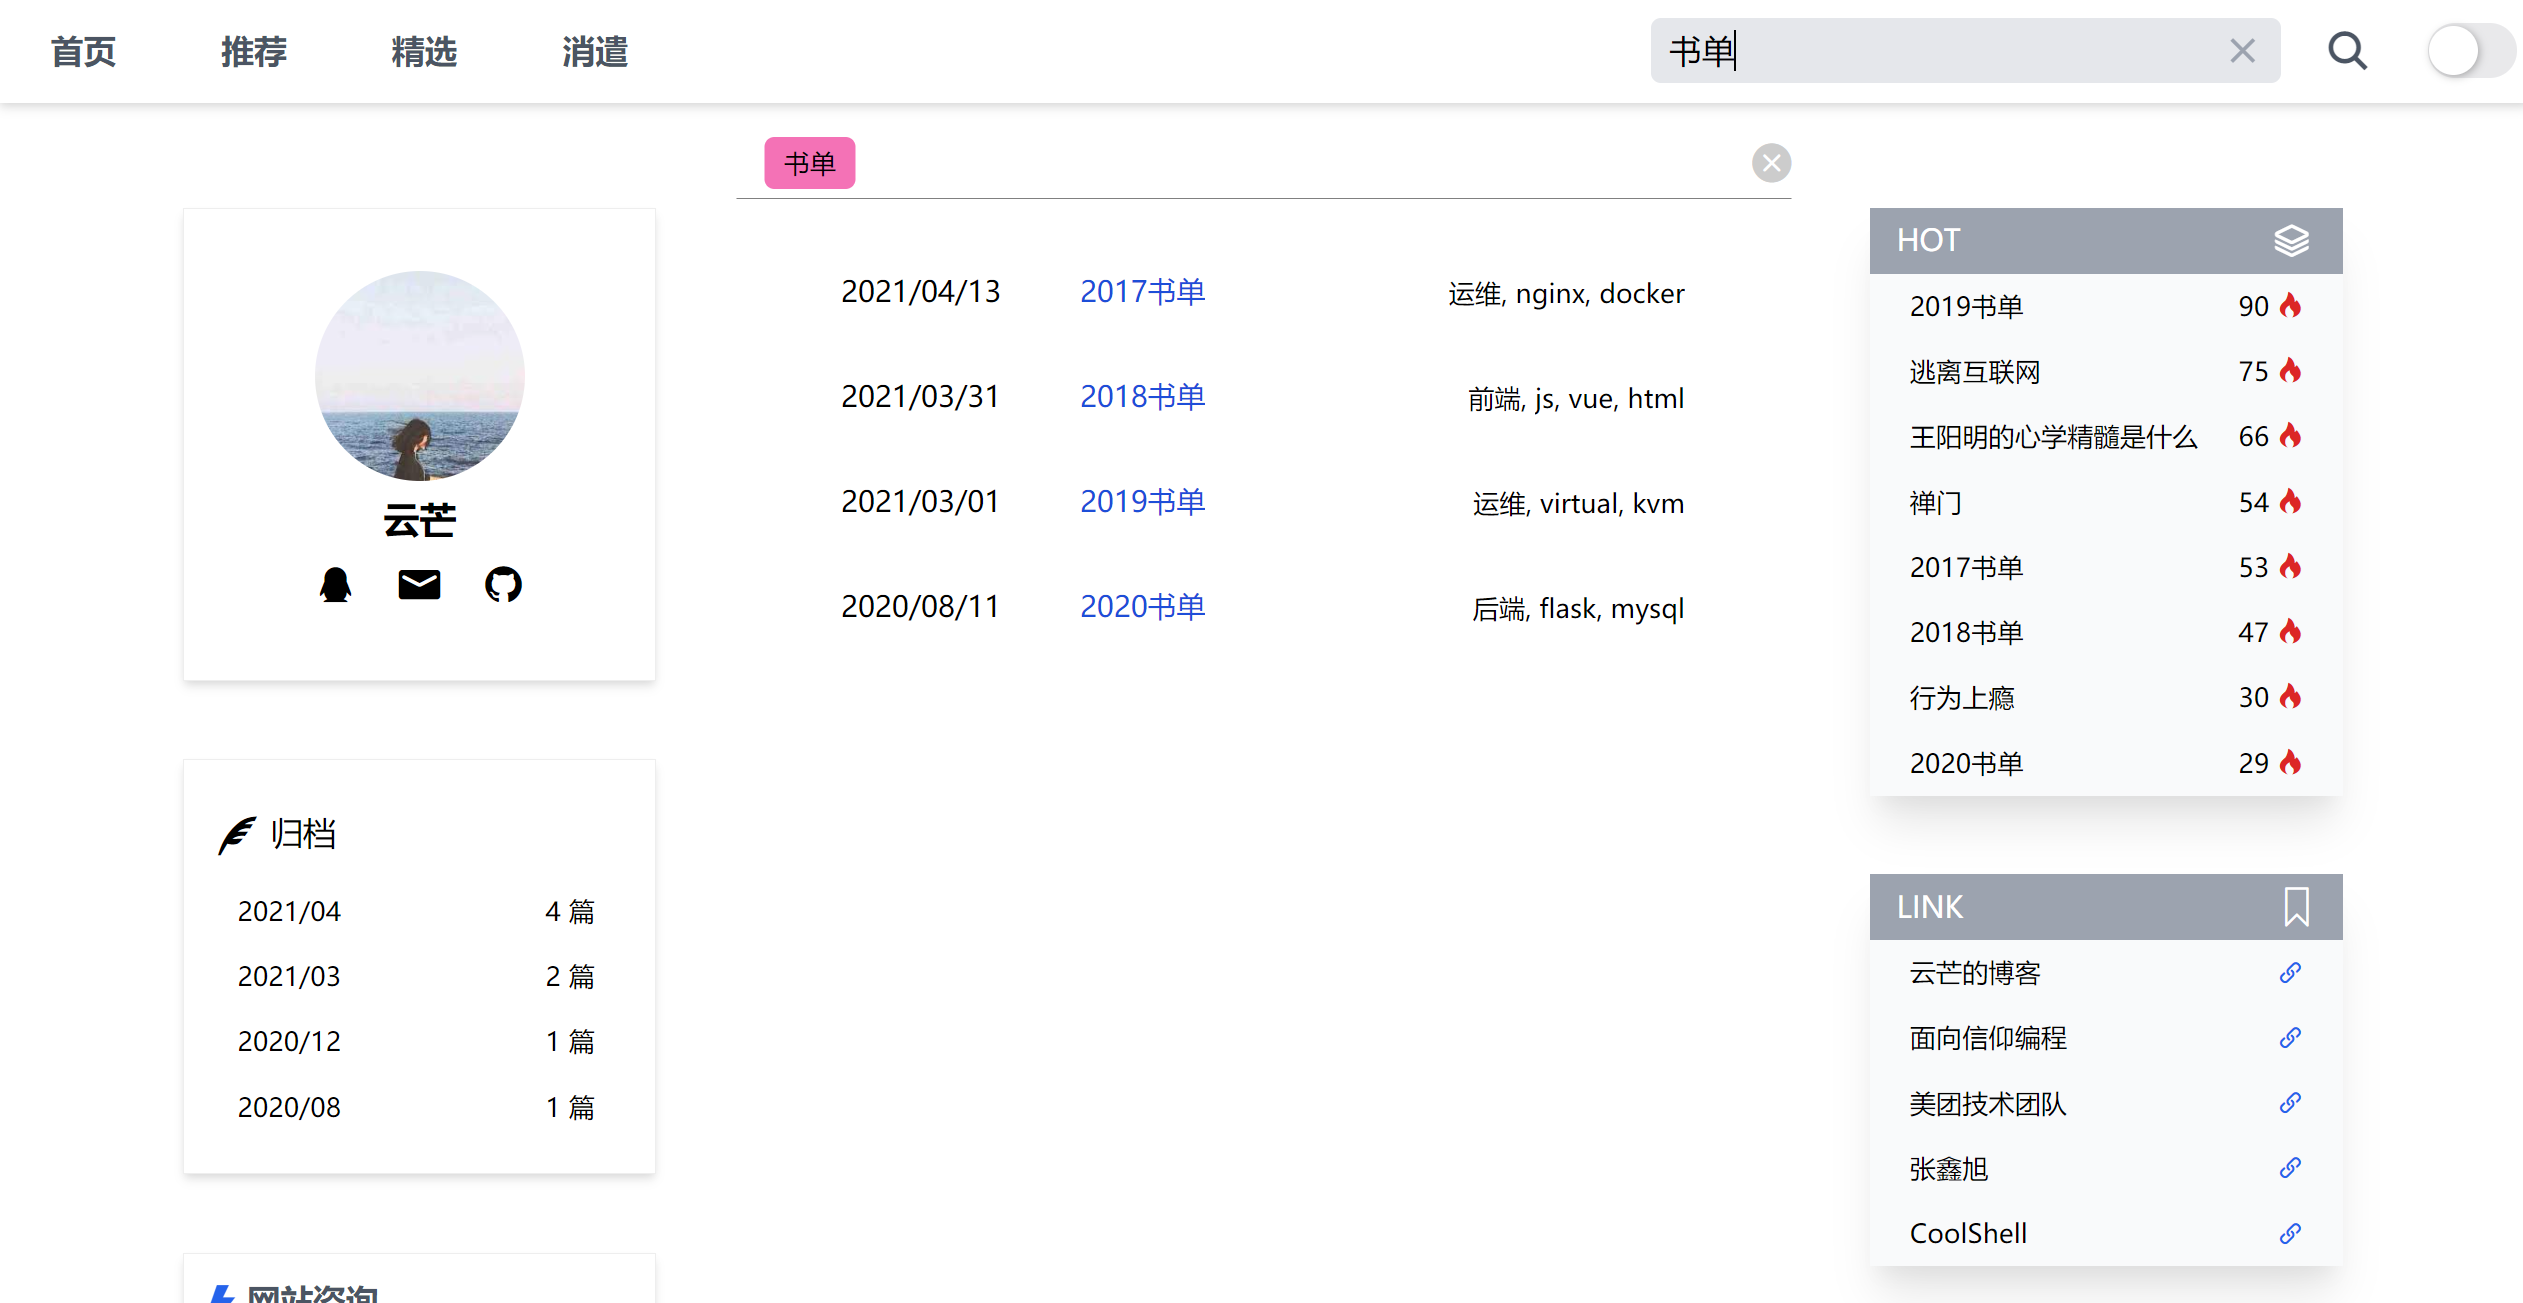 首页 推荐 精选 消遣 书单
书单
云芒
归档
2021/04 4 篇
2021/03 2 篇
2020/12 1 篇
2020/08 1 篇
网站咨询
2021/04/13 2017书单 运维, nginx, docker
2021/03/31 2018书单 前端, js, vue, html
2021/03/01 2019书单 运维, virtual, kvm
2020/08/11 2020书单 后端, flask, mysql
HOT
2019书单 90
逃离互联网 75
王阳明的心学精髓是什么 66
禅门 54
2017书单 53
2018书单 47
行为上瘾 30
2020书单 29
LINK
云芒的博客
面向信仰编程
美团技术团队
张鑫旭
CoolShell